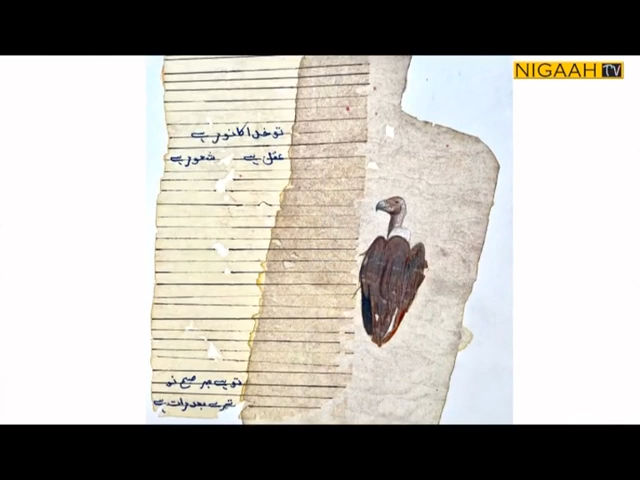 NIGAAH TV
تو خدا کا نور ہے
عقل ہے شعور ہے
تو ہے مہر صبح نو
تیرے بعد رات ہے